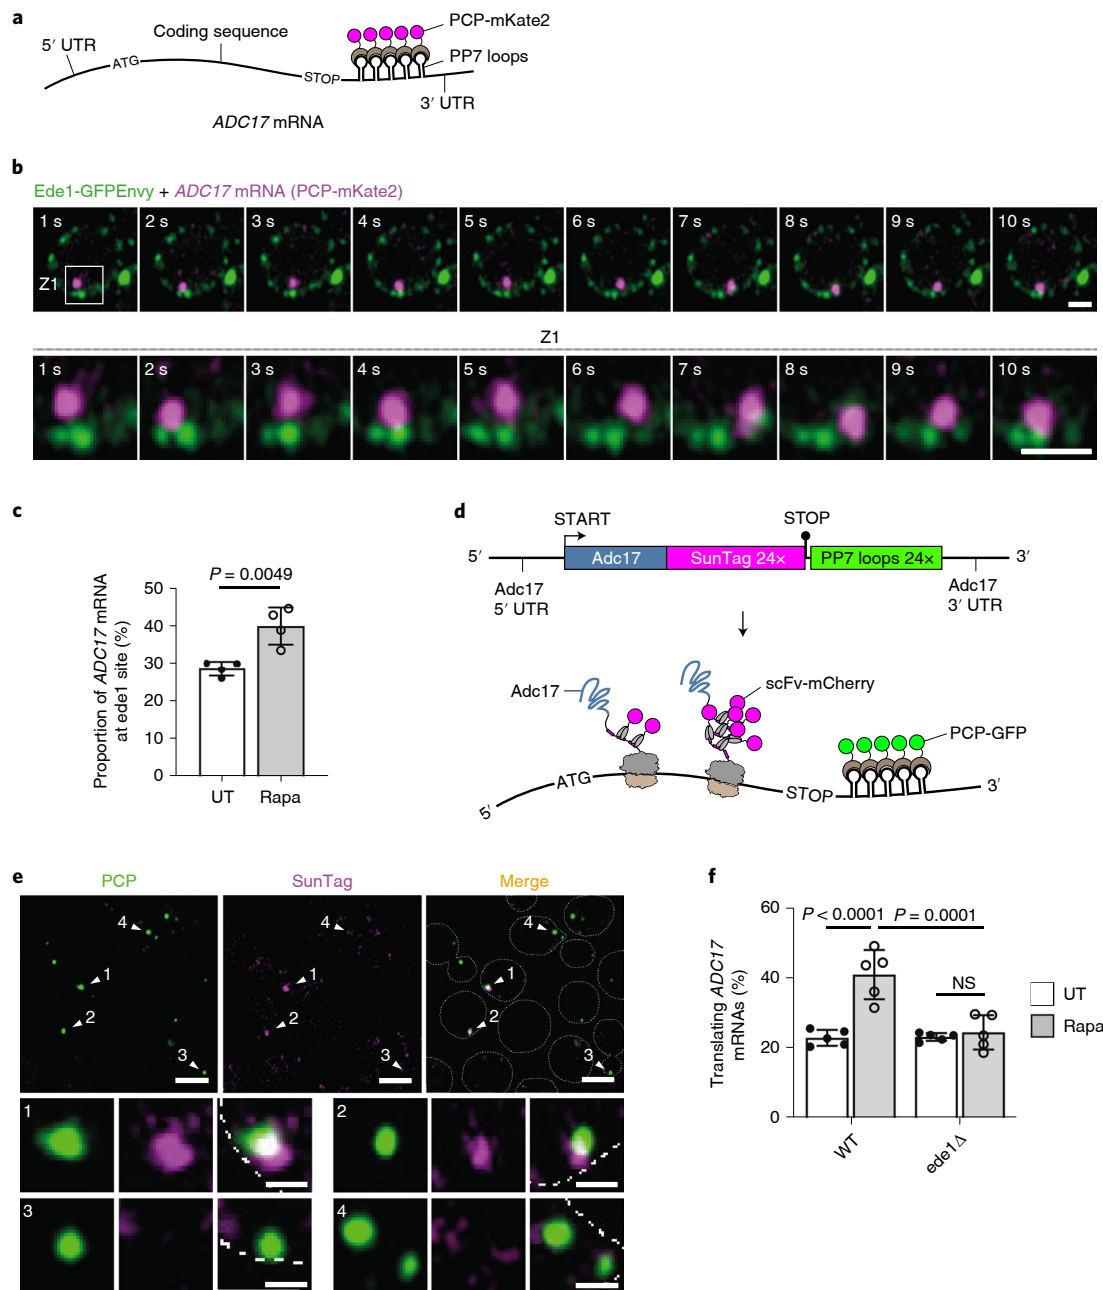 a
PCP-mKate2
Coding sequence
5′ UTR
PP7 loops
ATG
STOP
3′ UTR
ADC17 mRNA
b
Ede1-GFPEnvy + ADC17 mRNA (PCP-mKate2)
1 s 2 s 3 s 4 s 5 s 6 s 7 s 8 s 9 s 10 s
Z1
Z1
1 s 2 s 3 s 4 s 5 s 6 s 7 s 8 s 9 s 10 s
c
Proportion of ADC17 mRNA
at ede1 site (%)
P = 0.0049
50
40
30
20
10
0
UT Rapa
d
START STOP
5′ Adc17 SunTag 24× PP7 loops 24× 3′
Adc17
5′ UTR
Adc17
3′ UTR
Adc17
scFv-mCherry
PCP-GFP
5′ ATG STOP 3′
e
PCP SunTag Merge
4 4 4
1 1 1
2 2 2
3 3 3
1 2
3 4
f
Translating ADC17
mRNAs (%)
P < 0.0001 P = 0.0001
NS
60
40
20
0
WT ede1Δ
UT
Rapa